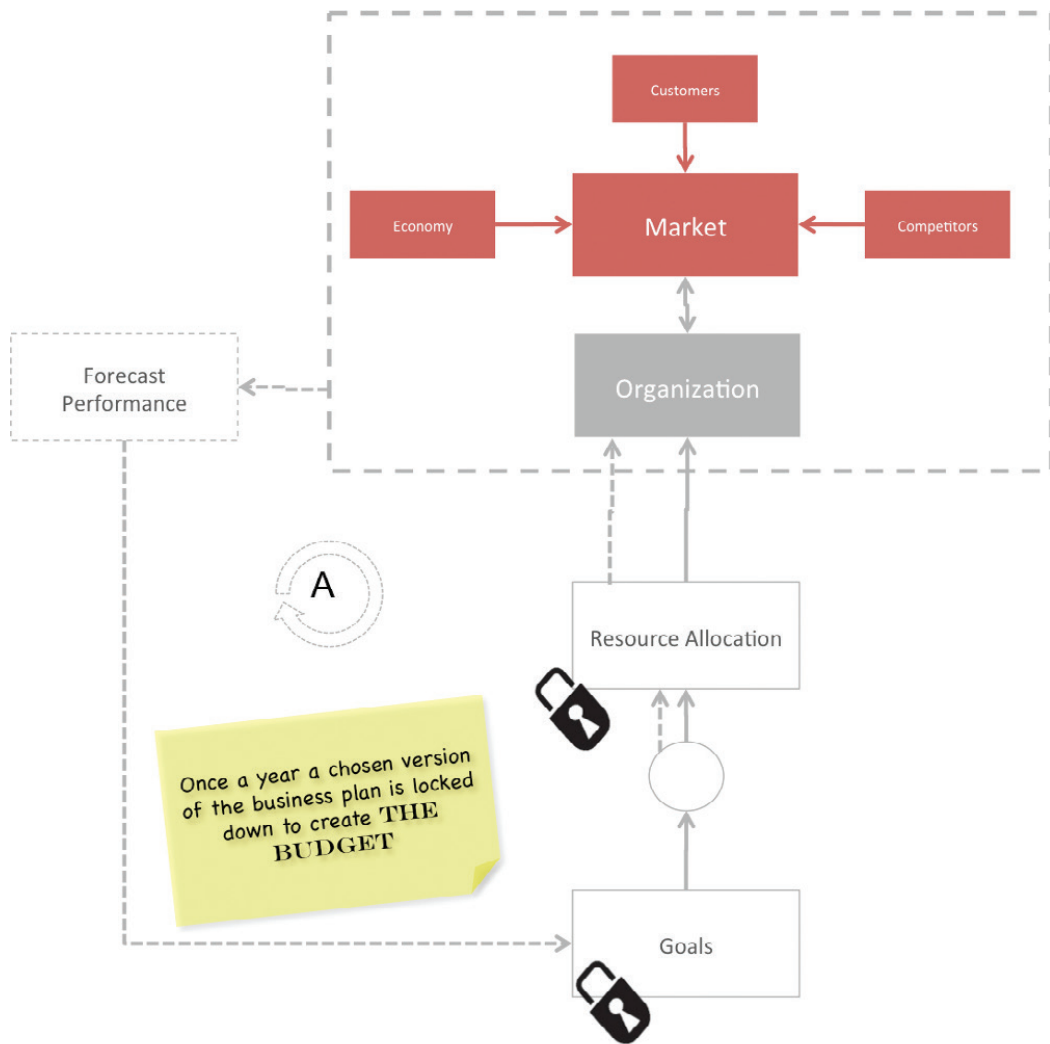 Customers
Economy
Market
Competitors
Forecast
Performance
Organization
A
Resource Allocation
Once a year a chosen version
of the business plan is locked
down to create THE
BUDGET
Goals